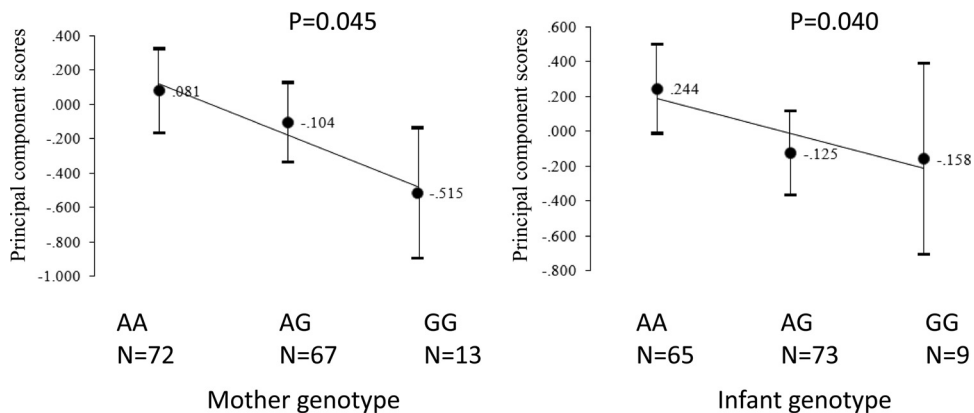 P=0.045
Principal component scores
.400
.200
.000
-.200
-.400
-.600
-.800
-1.000
.081
-.104
-.515
AA AG GG
N=72 N=67 N=13
Mother genotype
P=0.040
Principal component scores
.600
.400
.200
.000
-.200
-.400
-.600
-.800
.244
-.125
-.158
AA AG GG
N=65 N=73 N=9
Infant genotype